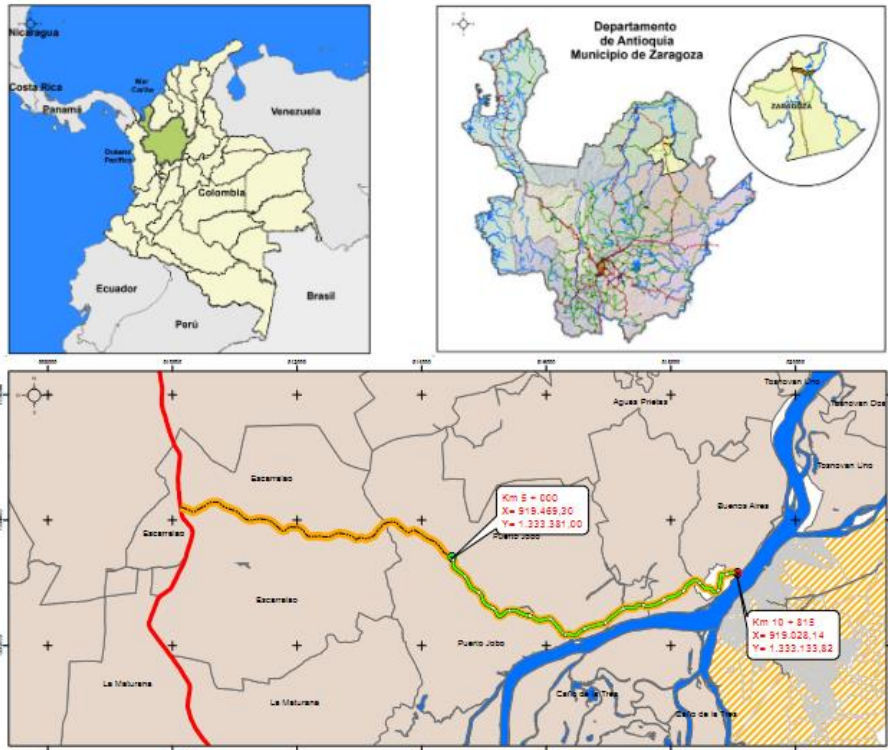 Nicaragua
Costa Rica
Panamá
Mar
Caribe
Océano
Pacífico
Venezuela
Colombia
Ecuador
Perú
Brasil
Departamento
de Antioquia
Municipio de Zaragoza
ZARAGOZA
Tosnovan Uno
Tosnovan Dos
Aguas Prietas
Tosnovan Uno
Escarralao
Km 5 + 000
X= 919.469,30
Y= 1.333.381,00
Buenos Aires
Escarralao
Puerto Jobo
Escarralao
Km 10 + 815
X= 919.028,14
Y= 1.333.133,82
Puerto Jobo
La Maturana
La Maturana
Caño de la Tres
Caño de la Tres